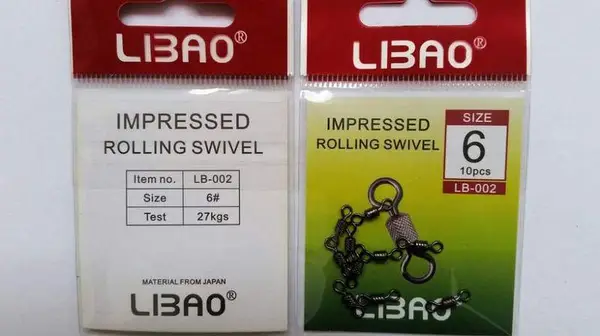 LIBAO®
IMPRESSED
ROLLING SWIVEL
Item no. LB-002
Size 6#
Test 27kgs
MATERIAL FROM JAPAN
LIBAO®
LIBAO®
IMPRESSED
ROLLING SWIVEL
SIZE
6
10pcs
LB-002
LIBAO